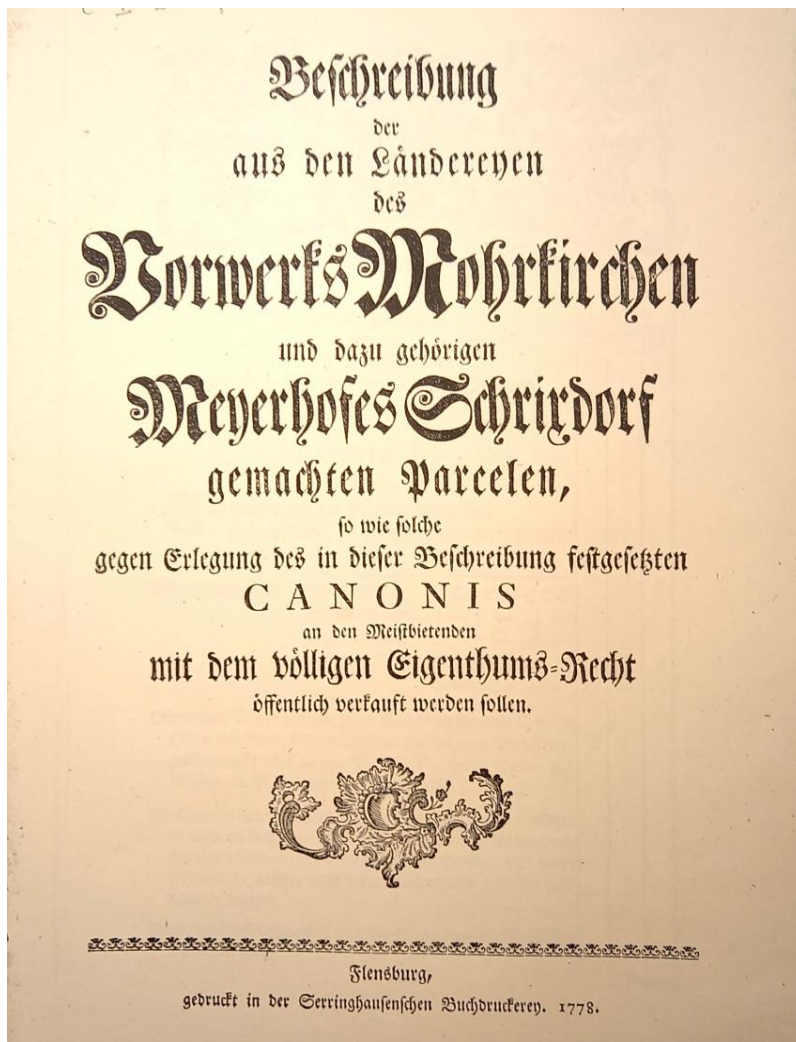 Beschreibung
der
aus den Ländereyen
des
Vorwerks Mohrkirchen
und dazu gehörigen
Meyerhofes Schrixdorf
gemachten Parcelen,
so wie solche
gegen Erlegung des in dieser Beschreibung festgesetzten
CANONIS
an den Meistbietenden
mit dem völligen Eigenthums-Recht
öffentlich verkauft werden sollen.
Flensburg,
gedruckt in der Serringhausenschen Buchdruckerey. 1778.